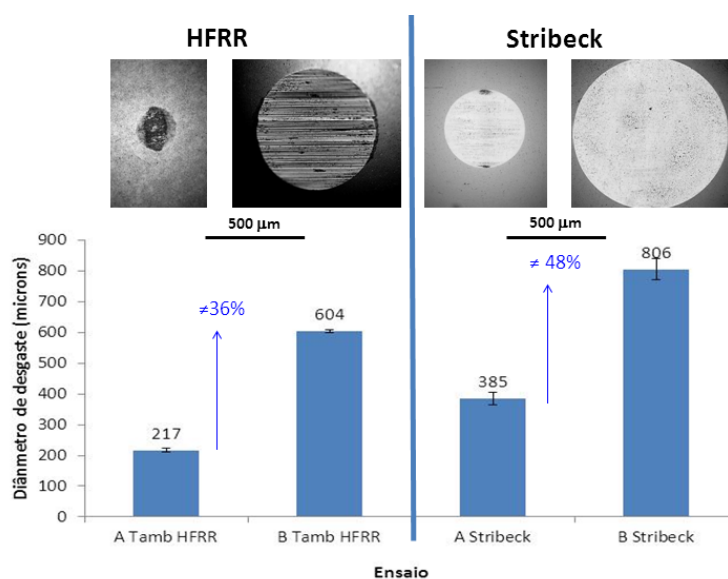 HFRR
Stribeck
500 μm
500 μm
Diânmetro de desgaste (microns)
900
800
700
600
500
400
300
200
100
0
217
≠36%
604
385
≠ 48%
806
A Tamb HFRR
B Tamb HFRR
A Stribeck
B Stribeck
Ensaio